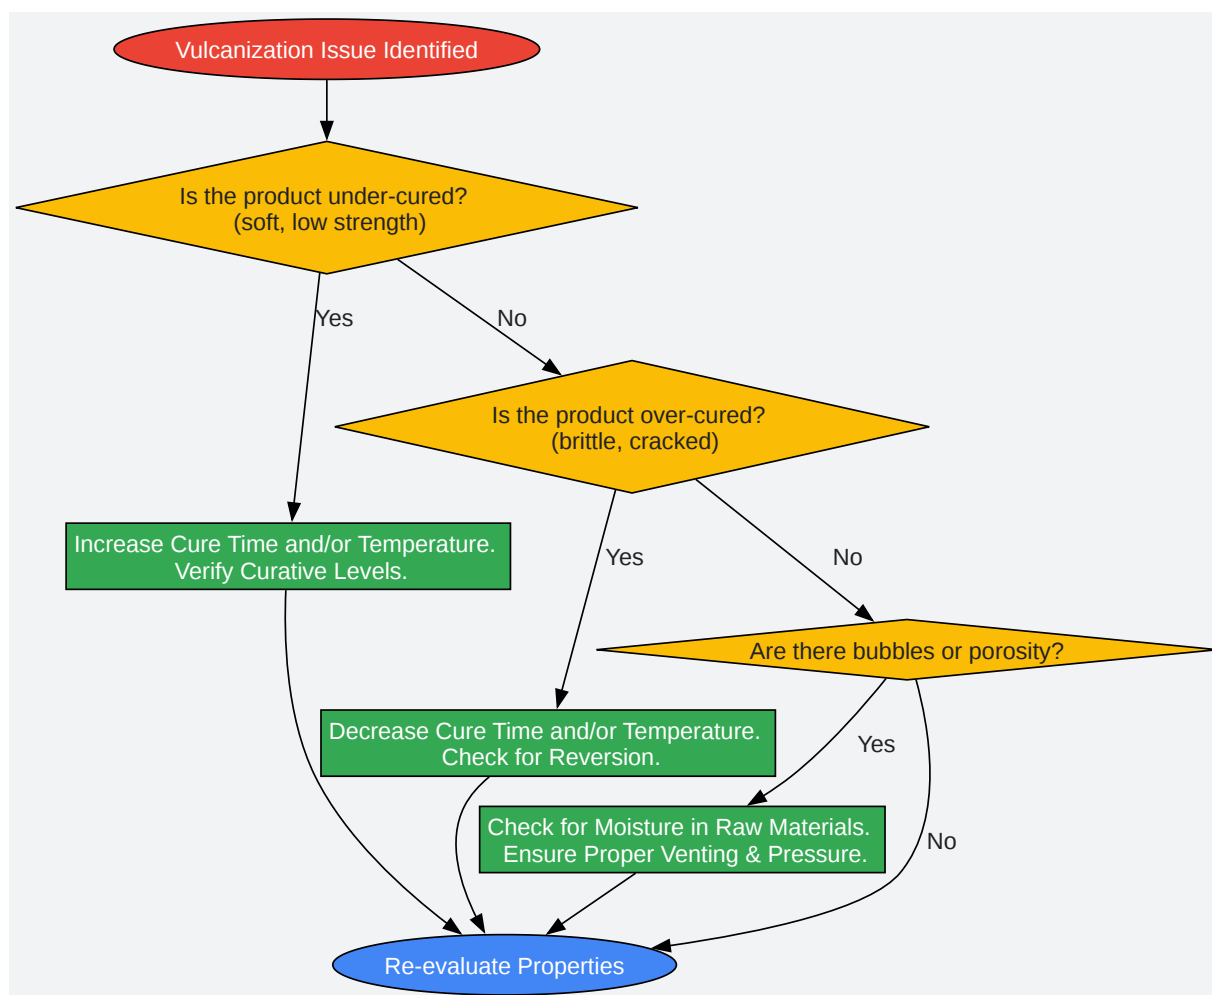 Vulcanization Issue Identified
Is the product under-cured?
(soft, low strength)
Yes
No
Is the product over-cured?
(brittle, cracked)
Increase Cure Time and/or Temperature.
Verify Curative Levels.
Yes
No
Are there bubbles or porosity?
Decrease Cure Time and/or Temperature.
Check for Reversion.
Yes
Check for Moisture in Raw Materials.
Ensure Proper Venting & Pressure.
No
Re-evaluate Properties